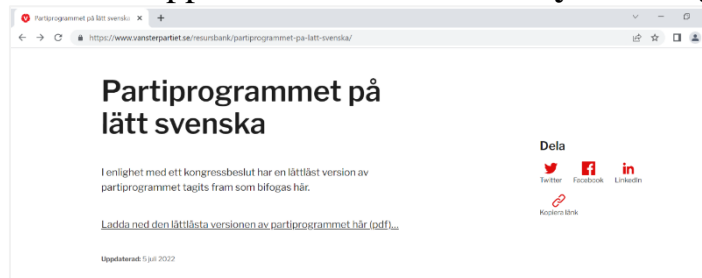 Partiprogrammet på lätt svenska
https://www.vansterpartiet.se/resursbank/partiprogrammet-pa-latt-svenska/
Partiprogrammet på
lätt svenska
I enlighet med ett kongressbeslut har en lättläst version av
partiprogrammet tagits fram som bifogas här.
Ladda ned den lättlästa versionen av partiprogrammet här (pdf)...
Uppdaterad: 5 juli 2022
Dela
Twitter Facebook Linkedin
Kopiera länk